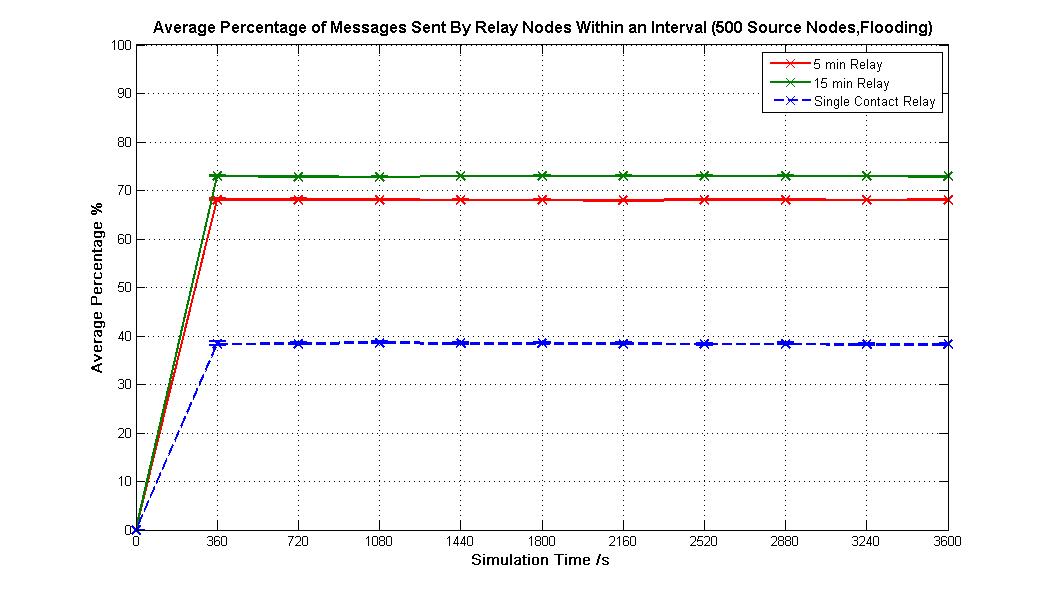 Average Percentage of Messages Sent By Relay Nodes Within an Interval (500 Source Nodes,Flooding)
100
90
80
70
60
50
40
30
20
10
0
Average Percentage %
5 min Relay
15 min Relay
Single Contact Relay
0 360 720 1080 1440 1800 2160 2520 2880 3240 3600
Simulation Time /s